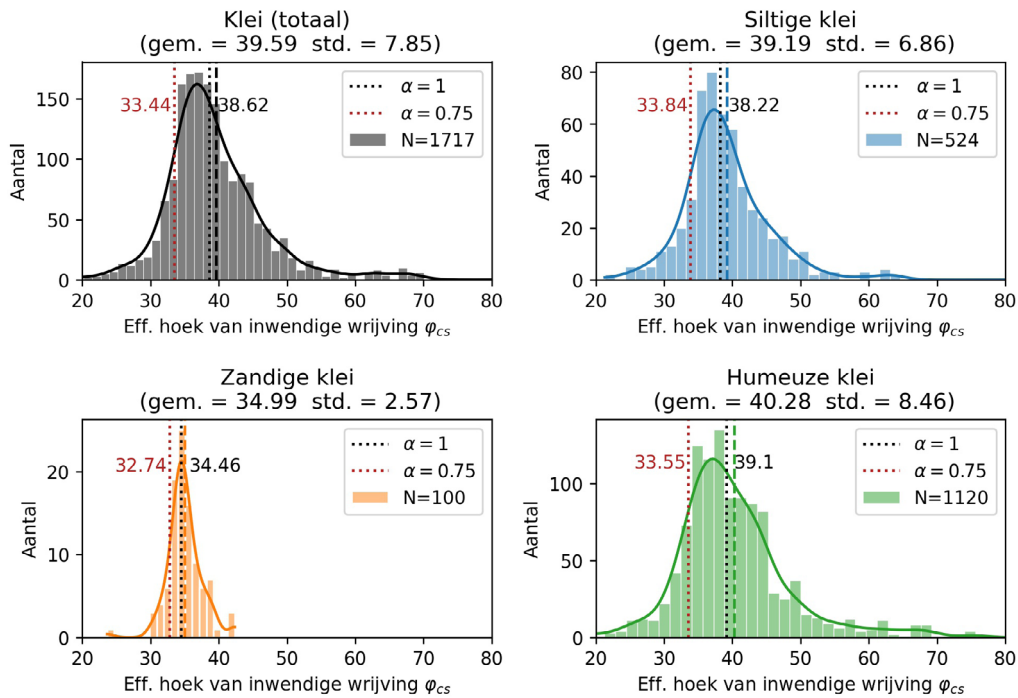 Klei (totaal)
(gem. = 39.59 std. = 7.85)
33.44
38.62
α = 1
α = 0.75
N=1717
Aantal
150
100
50
0
20 30 40 50 60 70 80
Eff. hoek van inwendige wrijving φcs
Siltige klei
(gem. = 39.19 std. = 6.86)
33.84
38.22
α = 1
α = 0.75
N=524
Aantal
80
60
40
20
0
20 30 40 50 60 70 80
Eff. hoek van inwendige wrijving φcs
Zandige klei
(gem. = 34.99 std. = 2.57)
32.74
34.46
α = 1
α = 0.75
N=100
Aantal
20
10
0
20 30 40 50 60 70 80
Eff. hoek van inwendige wrijving φcs
Humeuze klei
(gem. = 40.28 std. = 8.46)
33.55
39.1
α = 1
α = 0.75
N=1120
Aantal
100
50
0
20 30 40 50 60 70 80
Eff. hoek van inwendige wrijving φcs